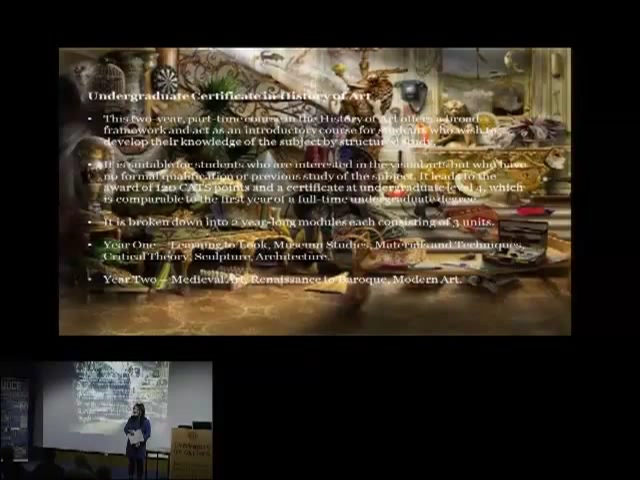 Undergraduate Certificate in History of Art
• This two-year, part-time course in the History of Art offers a broad
framework and act as an introductory course for students who wish to
develop their knowledge of the subject by structured study.
• It is suitable for students who are interested in the visual arts but who have
no formal qualification or previous study of the subject. It leads to the
award of 120 CATS points and a certificate at undergraduate level 4, which
is comparable to the first year of a full-time undergraduate degree.
• It is broken down into 2 year-long modules each consisting of 3 units.
• Year One – Learning to Look, Museum Studies, Materials and Techniques,
Critical Theory, Sculpture, Architecture.
• Year Two – Medieval Art, Renaissance to Baroque, Modern Art.
UNIVERSITY
OF OXFORD